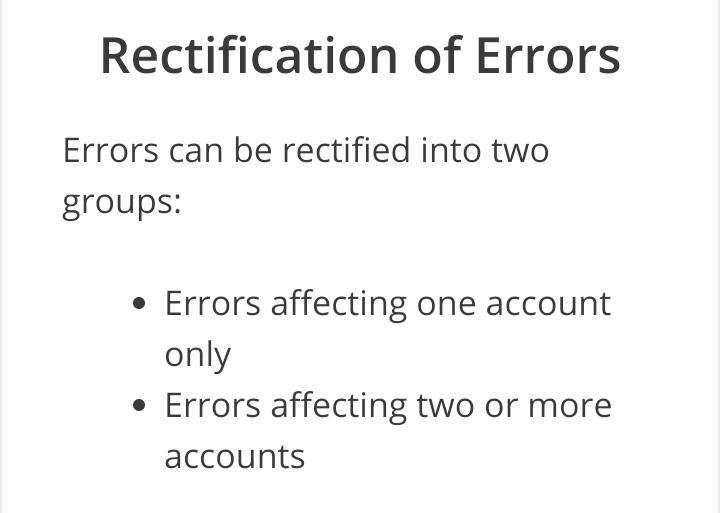 Rectification of Errors
Errors can be rectified into two
groups:
• Errors affecting one account
only
• Errors affecting two or more
accounts